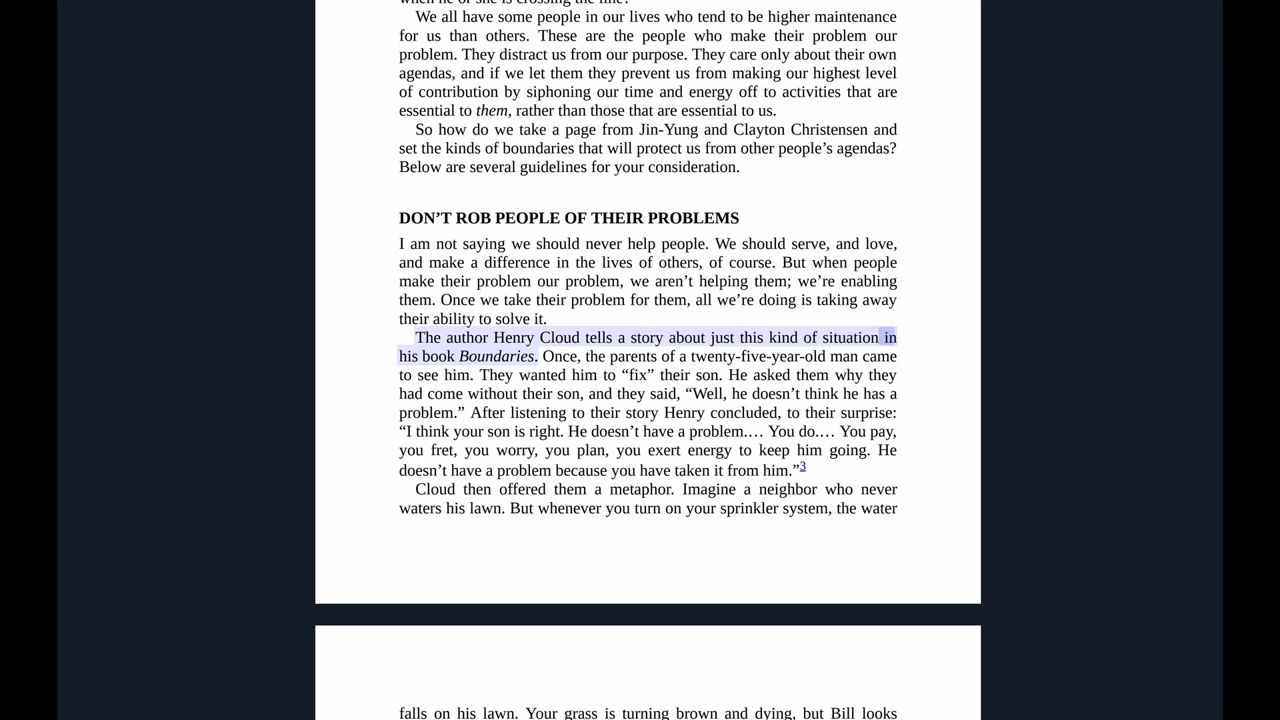 when he or she is crossing the line?
We all have some people in our lives who tend to be higher maintenance
for us than others. These are the people who make their problem our
problem. They distract us from our purpose. They care only about their own
agendas, and if we let them they prevent us from making our highest level
of contribution by siphoning our time and energy off to activities that are
essential to them, rather than those that are essential to us.
So how do we take a page from Jin-Yung and Clayton Christensen and
set the kinds of boundaries that will protect us from other people’s agendas?
Below are several guidelines for your consideration.
DON’T ROB PEOPLE OF THEIR PROBLEMS
I am not saying we should never help people. We should serve, and love,
and make a difference in the lives of others, of course. But when people
make their problem our problem, we aren’t helping them; we’re enabling
them. Once we take their problem for them, all we’re doing is taking away
their ability to solve it.
The author Henry Cloud tells a story about just this kind of situation in
his book Boundaries. Once, the parents of a twenty-five-year-old man came
to see him. They wanted him to “fix” their son. He asked them why they
had come without their son, and they said, “Well, he doesn’t think he has a
problem.” After listening to their story Henry concluded, to their surprise:
“I think your son is right. He doesn’t have a problem.… You do.… You pay,
you fret, you worry, you plan, you exert energy to keep him going. He
doesn’t have a problem because you have taken it from him.”3
Cloud then offered them a metaphor. Imagine a neighbor who never
waters his lawn. But whenever you turn on your sprinkler system, the water
falls on his lawn. Your grass is turning brown and dying, but Bill looks